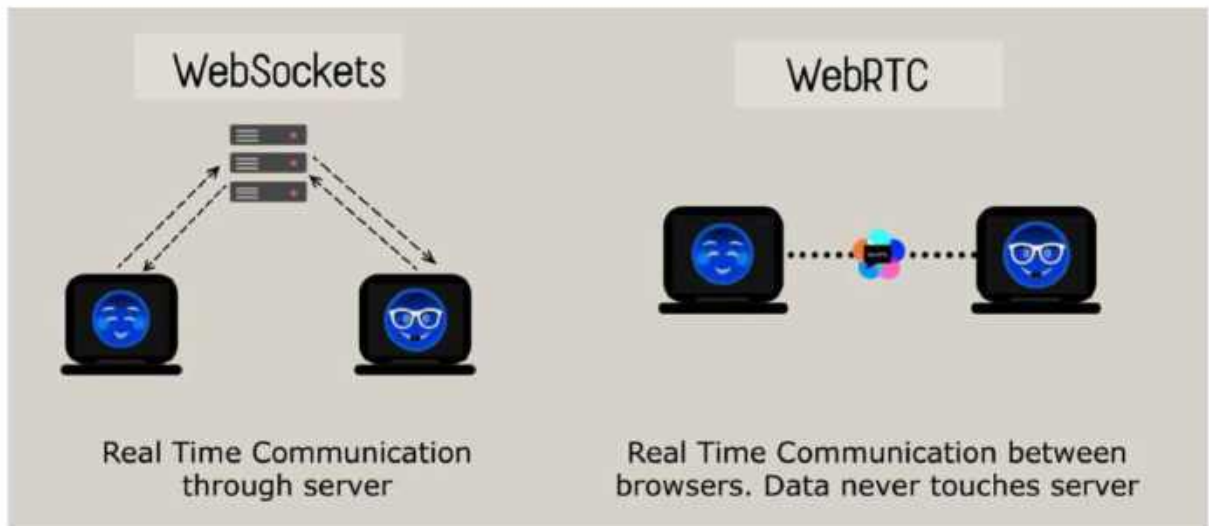 WebSockets
WebRTC
Real Time Communication
through server
Real Time Communication between
browsers. Data never touches server